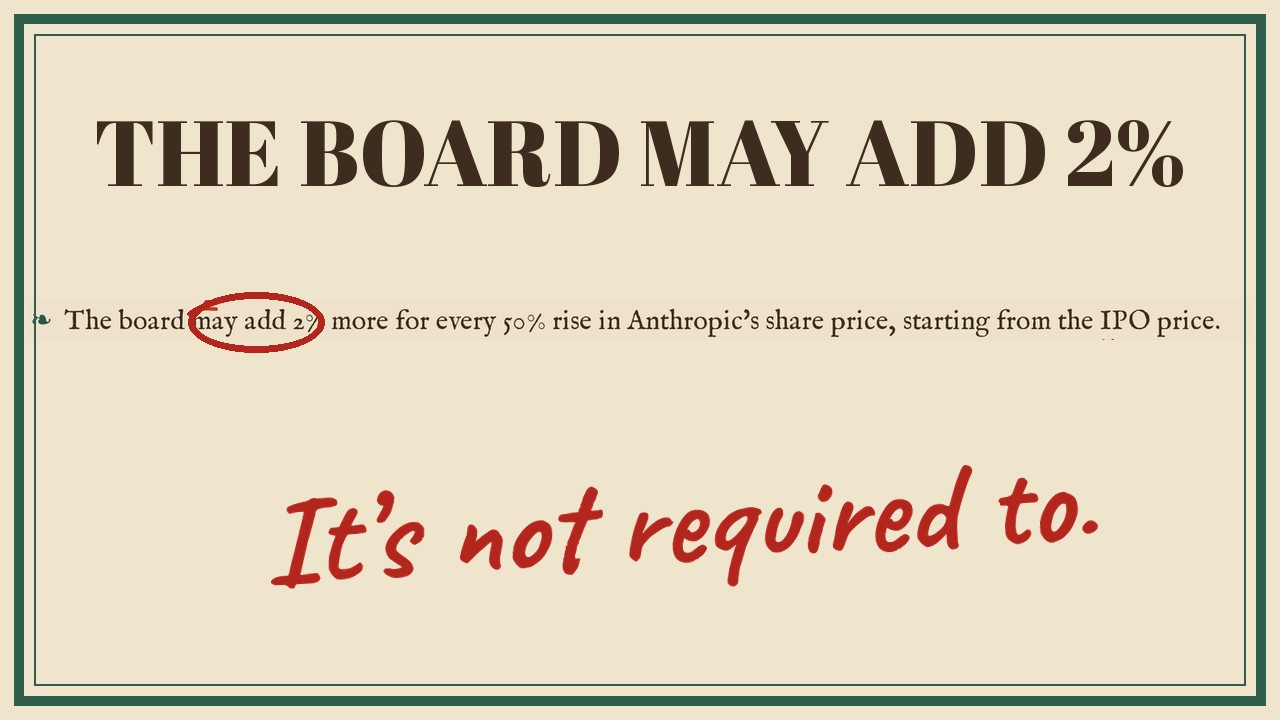 THE BOARD MAY ADD 2%
❧ The board may add 2% more for every 50% rise in Anthropic’s share price, starting from the IPO price.
It’s not required to.